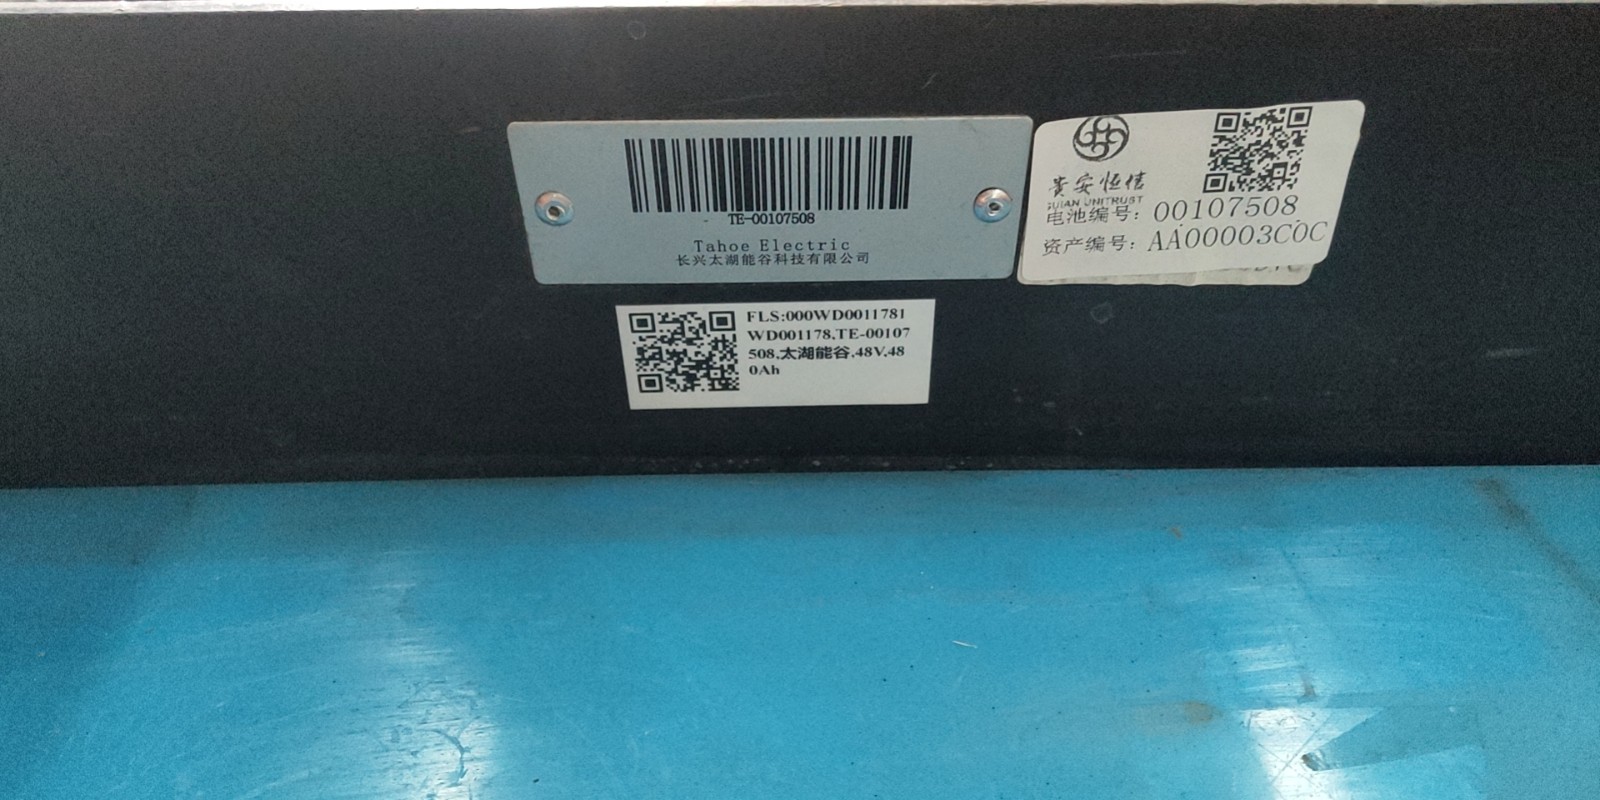 TE-00107508
Tahoe Electric
长兴太湖能谷科技有限公司
贵安恒信
GUIAN UNITRUST
电池编号：00107508
资产编号：AA00003C0C
FLS:000WD0011781
WD001178,TE-00107
508,太湖能谷,48V,48
0Ah